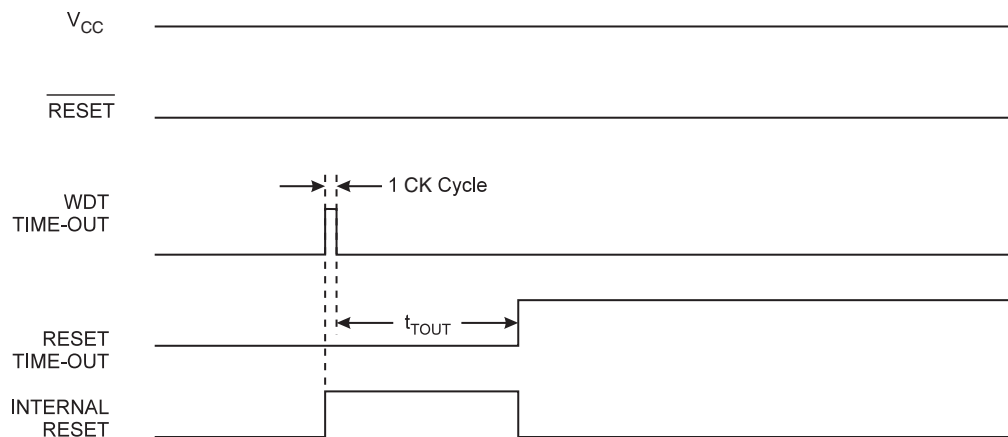 VCC
RESET
1 CK Cycle
WDT
TIME-OUT
tTOUT
RESET
TIME-OUT
INTERNAL
RESET